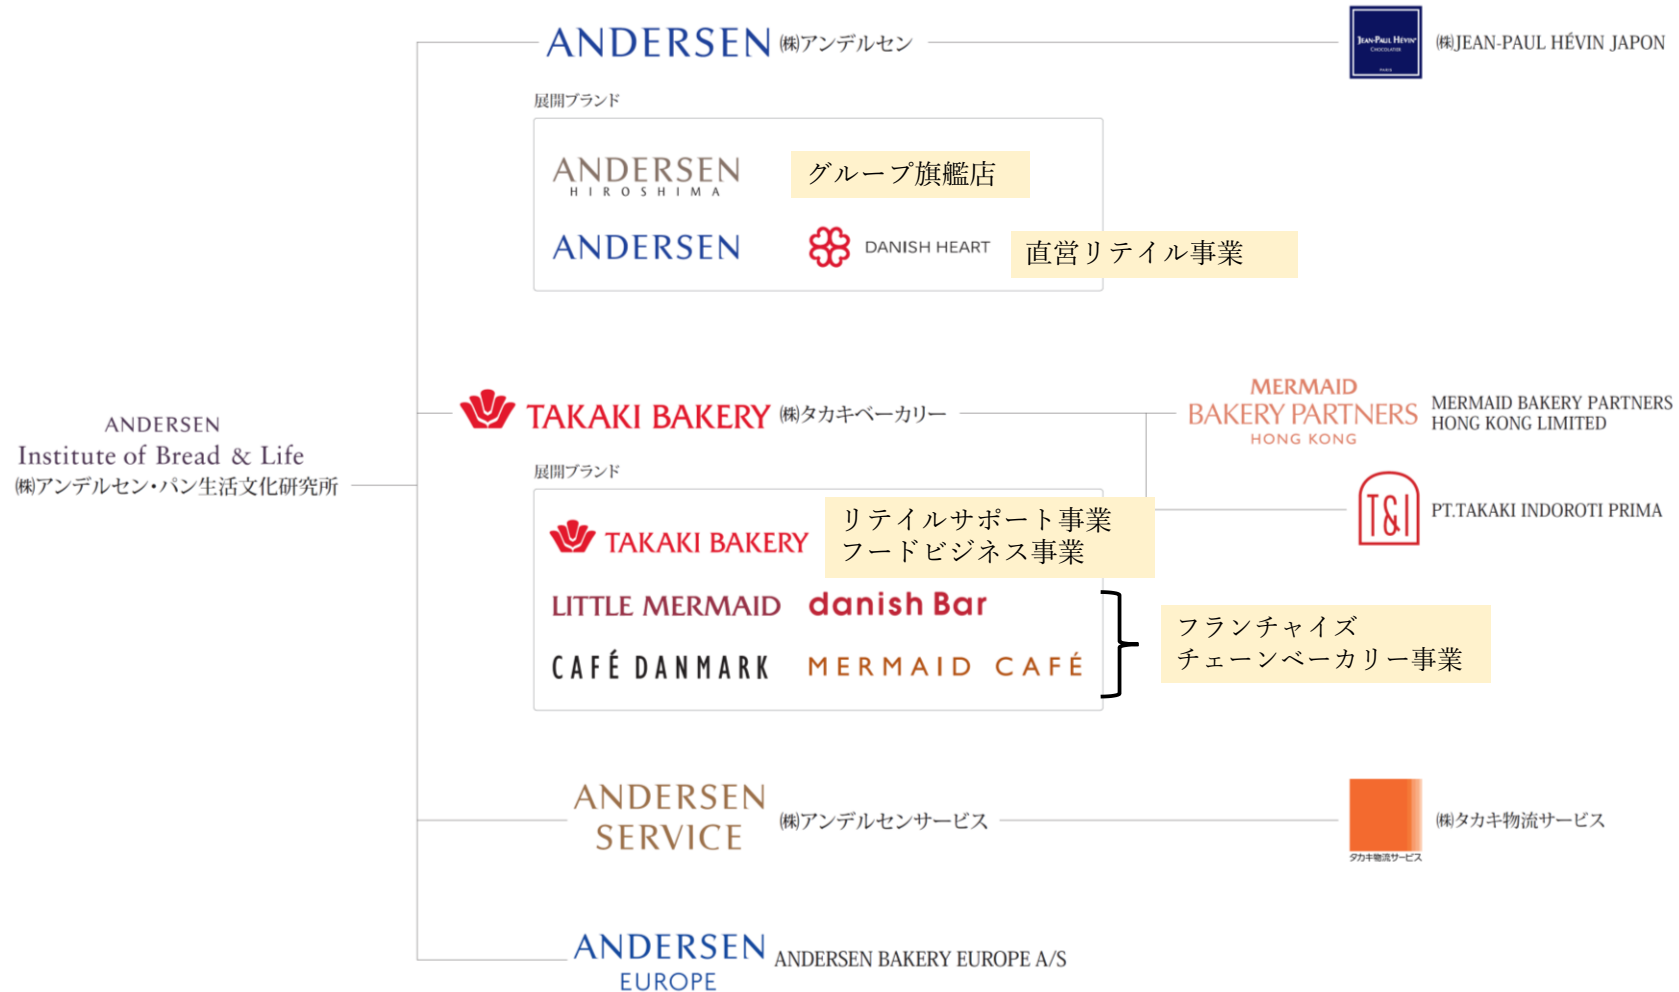 ANDERSEN ㈱アンデルセン
JEAN-PAUL HÉVIN
CHOCOLATIER
PARIS
㈱JEAN-PAUL HÉVIN JAPON
展開ブランド
ANDERSEN
HIROSHIMA
グループ旗艦店
ANDERSEN
DANISH HEART
直営リテイル事業
ANDERSEN
Institute of Bread & Life
㈱アンデルセン・パン生活文化研究所
TAKAKI BAKERY ㈱タカキベーカリー
MERMAID
BAKERY PARTNERS
HONG KONG
MERMAID BAKERY PARTNERS
HONG KONG LIMITED
T&I
PT.TAKAKI INDOROTI PRIMA
展開ブランド
TAKAKI BAKERY
リテイルサポート事業
フードビジネス事業
LITTLE MERMAID
danish Bar
CAFÉ DANMARK
MERMAID CAFÉ
フランチャイズ
チェーンベーカリー事業
ANDERSEN
SERVICE
㈱アンデルセンサービス
タカキ物流サービス
㈱タカキ物流サービス
ANDERSEN
EUROPE
ANDERSEN BAKERY EUROPE A/S